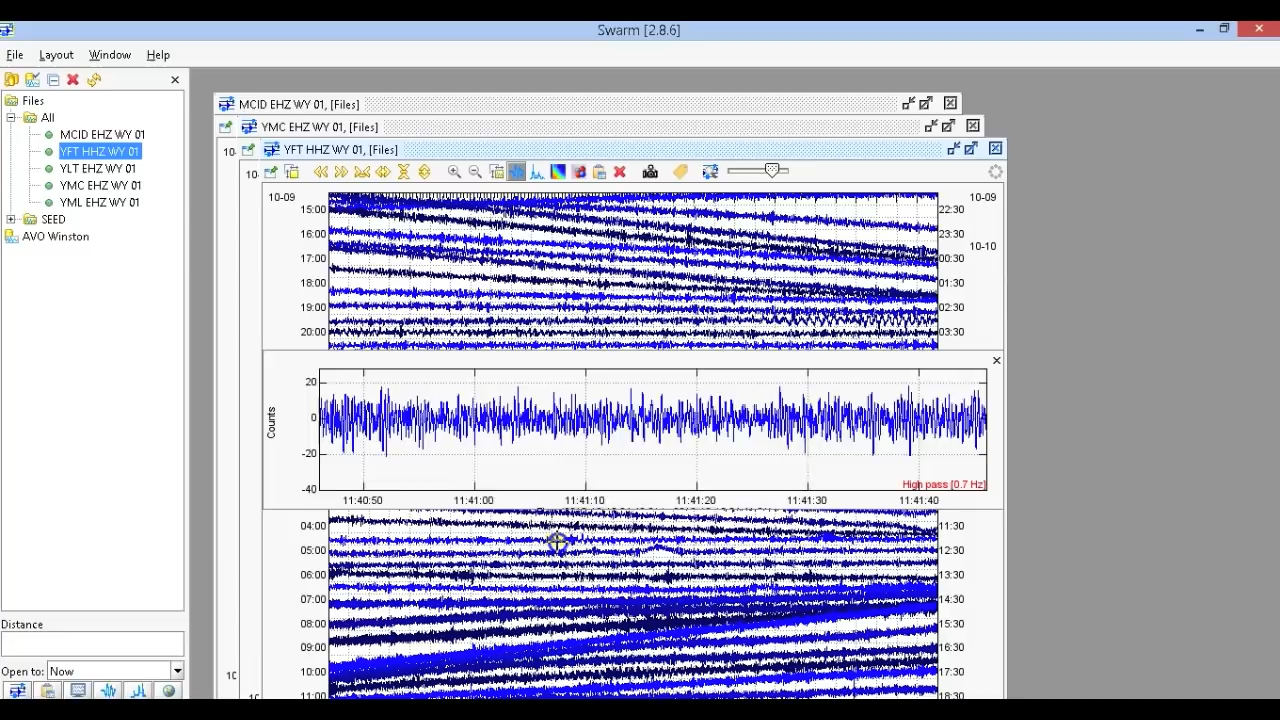 Swarm [2.8.6]
File Layout Window Help
Files
All
MCID EHZ WY 01
YFT HHZ WY 01
YLT EHZ WY 01
YMC EHZ WY 01
YML EHZ WY 01
SEED
AVO Winston
Distance
Open to: Now
MCID EHZ WY 01, [Files]
YMC EHZ WY 01, [Files]
10-
YFT HHZ WY 01, [Files]
10-
10-09 10-09
15:00 22:30
16:00 23:30
10-10
17:00 00:30
18:00 01:30
19:00 02:30
20:00 03:30
Counts
20
0
-20
-40
High pass [0.7 Hz]
11:40:50 11:41:00 11:41:10 11:41:20 11:41:30 11:41:40
04:00 11:30
05:00 12:30
06:00 13:30
07:00 14:30
08:00 15:30
09:00 16:30
10:00 17:30
11:00 18:30